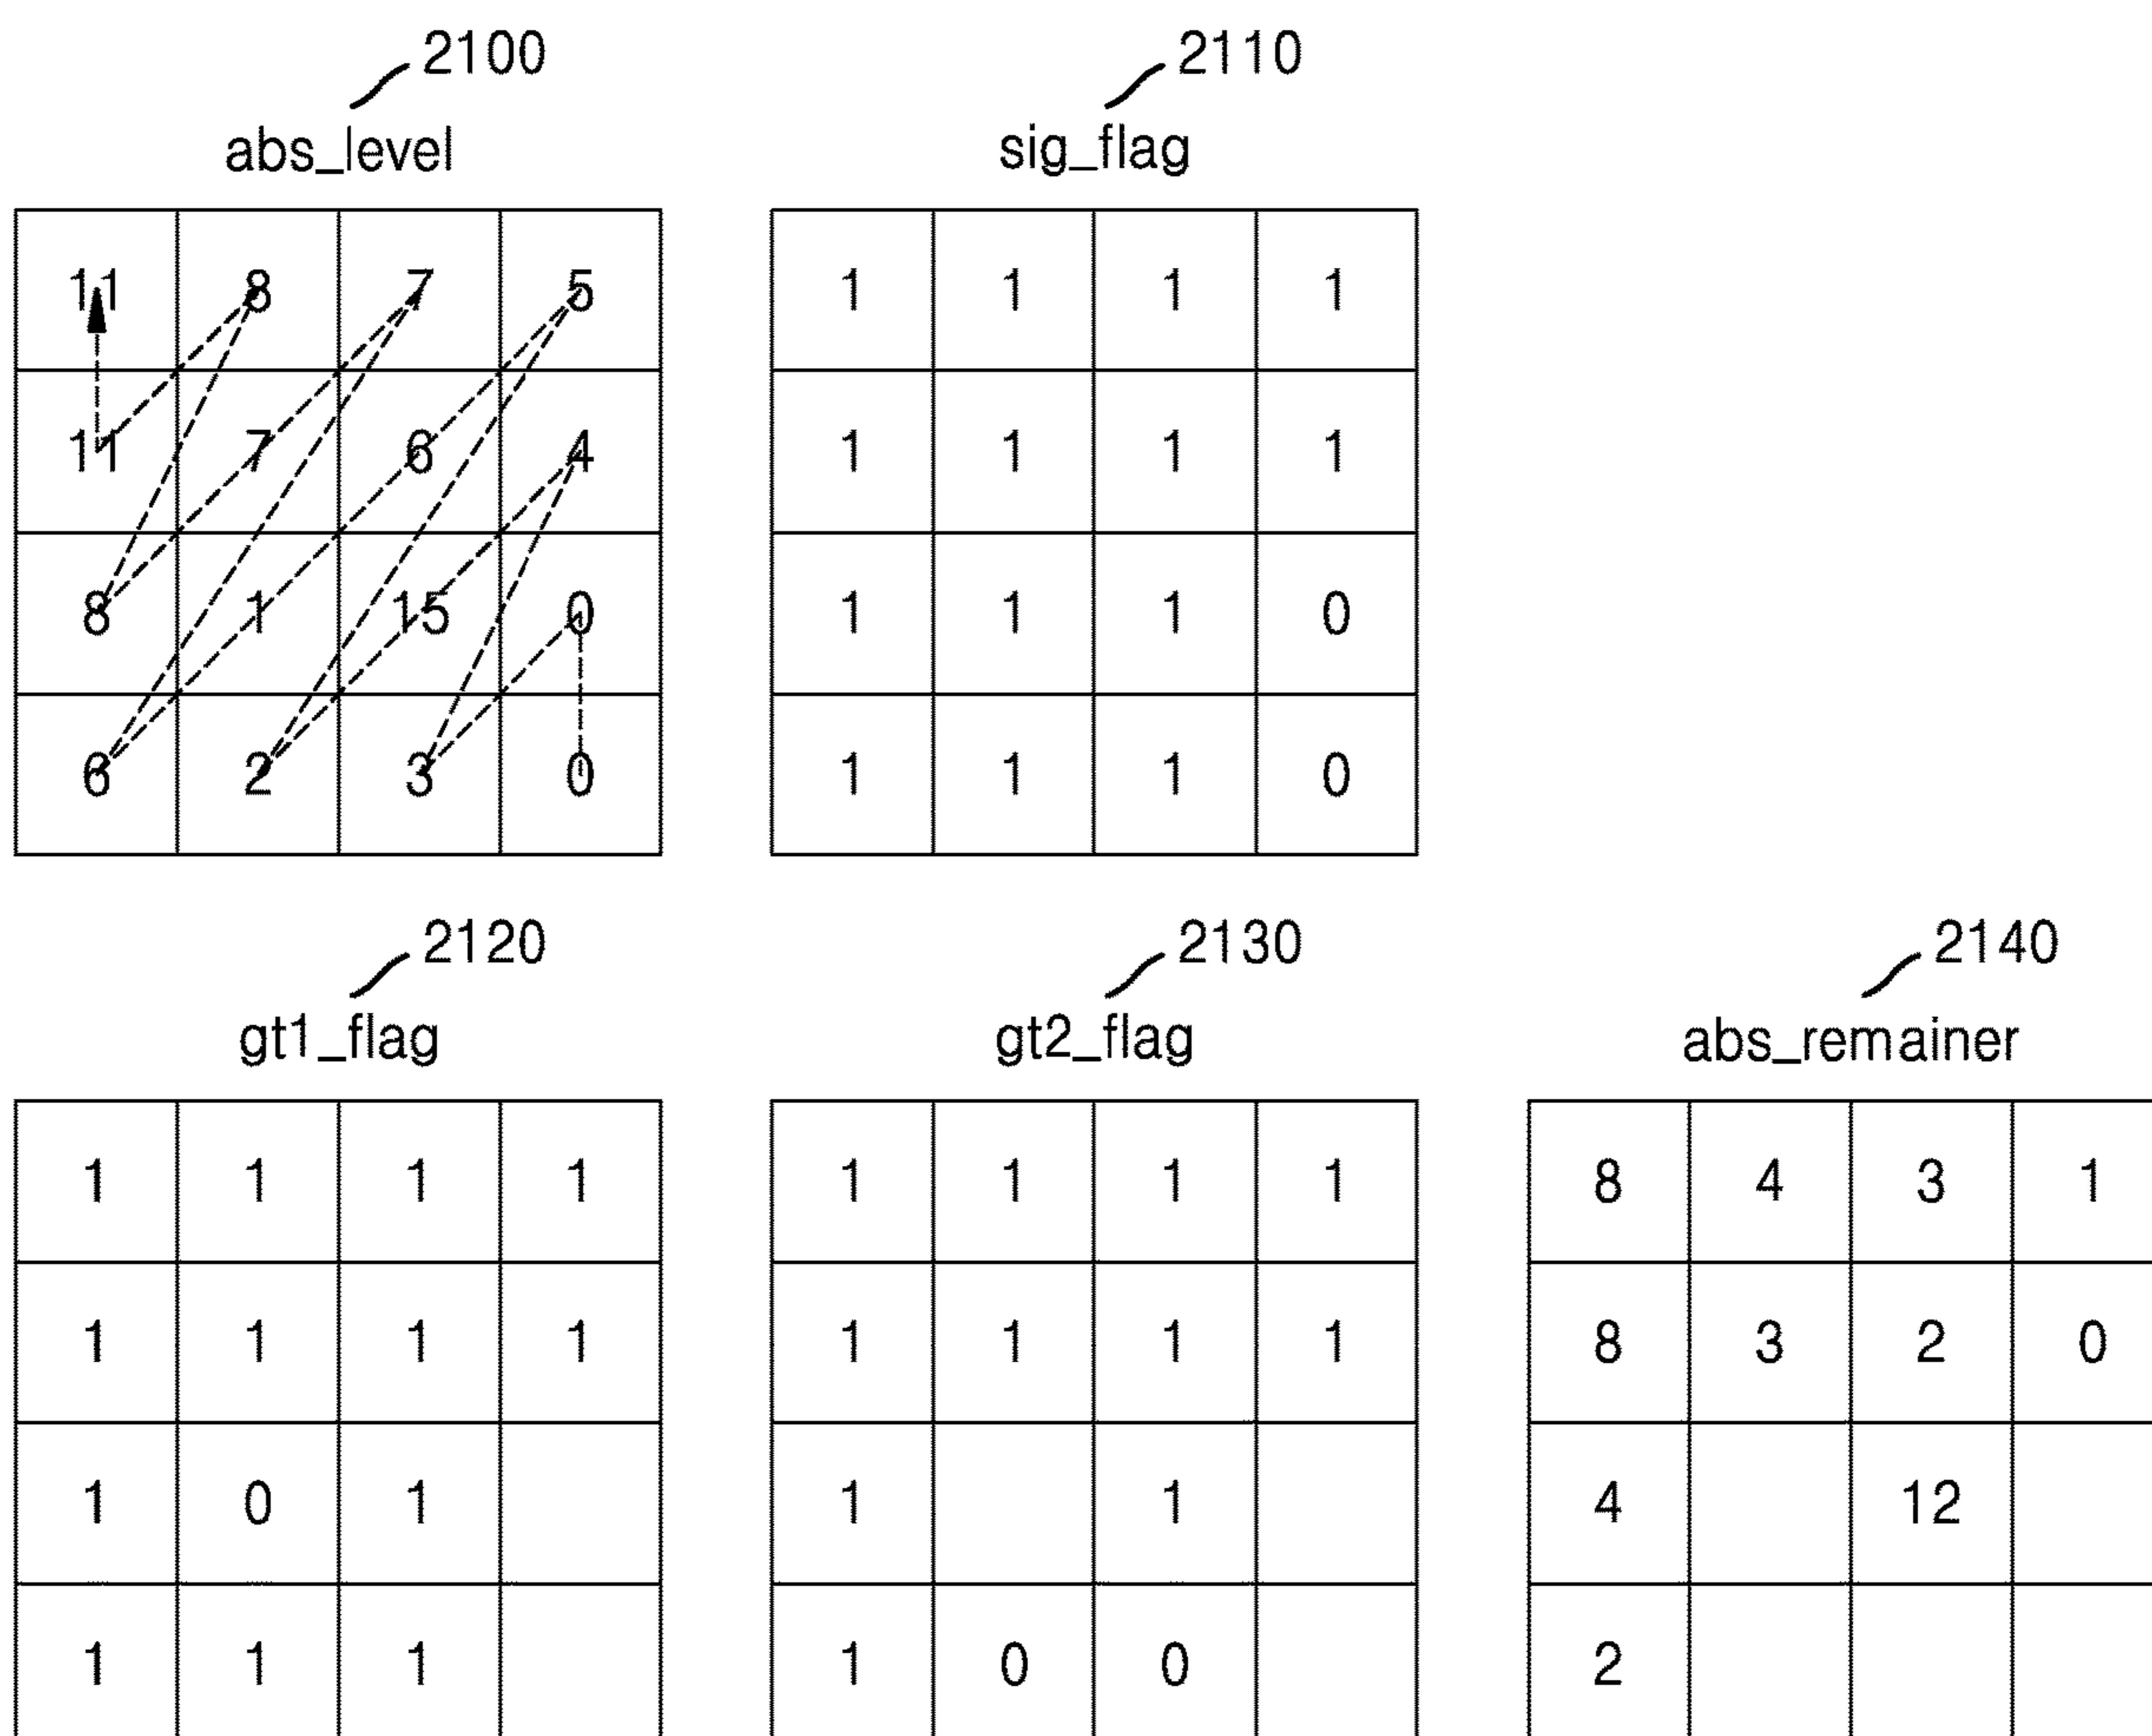 2100 2110
abs_level sig_flag
11 8 7 5 1 1 1 1
11 7 6 4 1 1 1 1
8 1 15 0 1 1 1 0
6 2 3 0 1 1 1 0
2120 2130 2140
gt1_flag gt2_flag abs_remainer
1 1 1 1 1 1 1 1 8 4 3 1
1 1 1 1 1 1 1 1 8 3 2 0
1 0 1 1 1 4 12
1 1 1 1 0 0 2